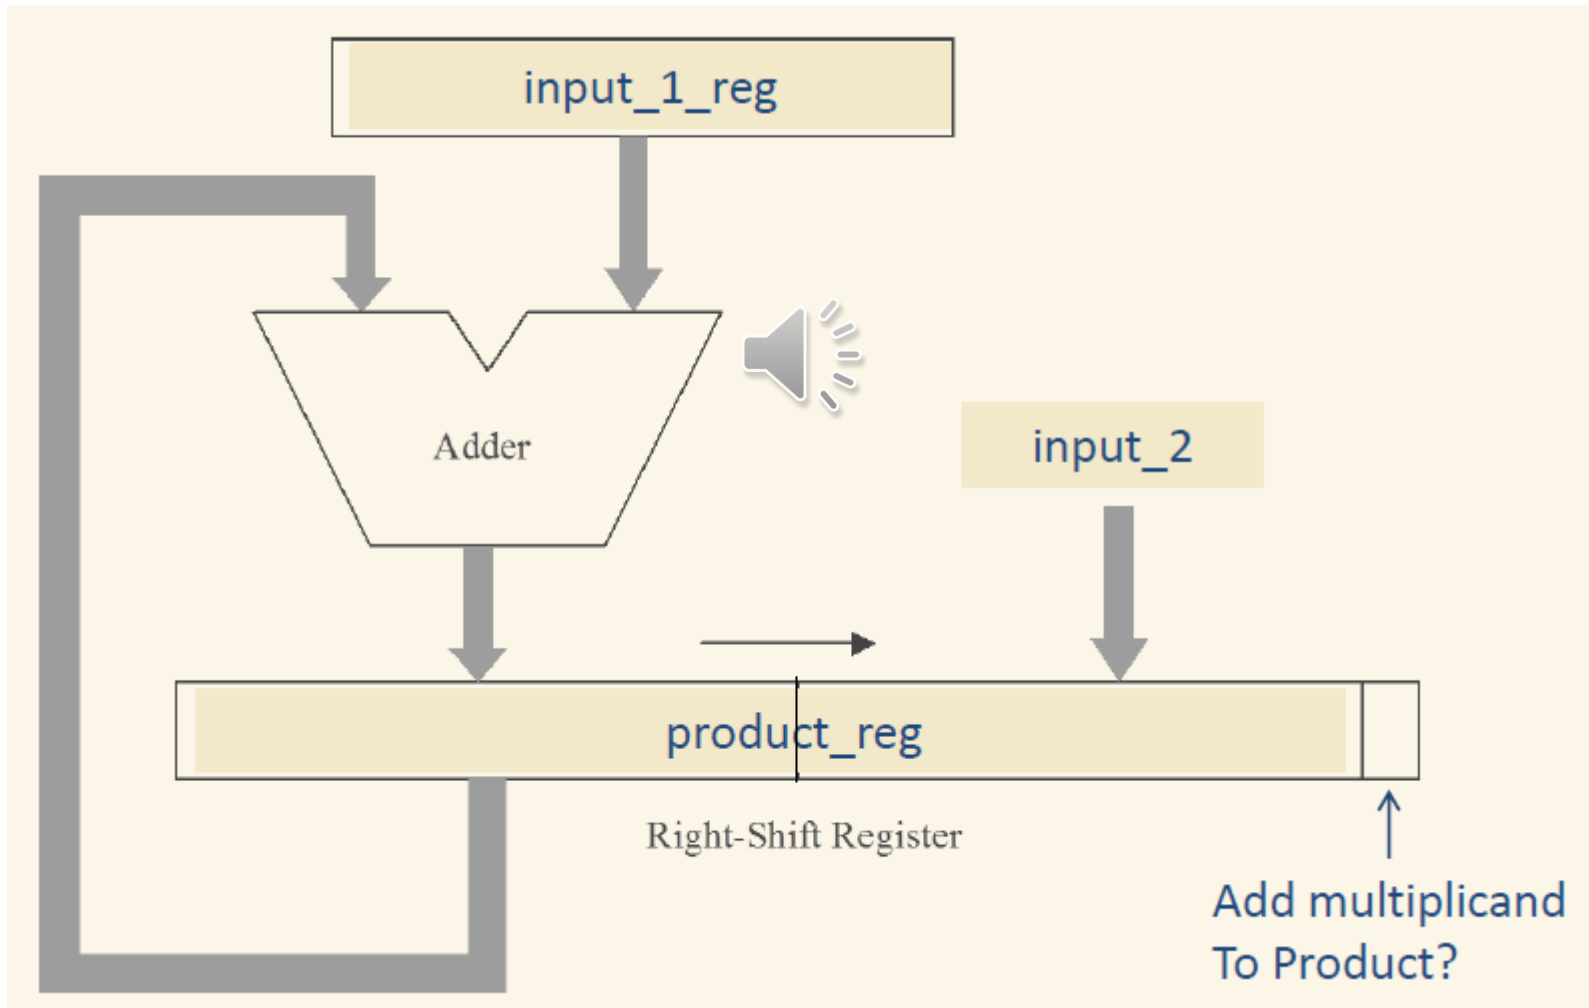 input_1_reg
Adder
input_2
product_reg
Right-Shift Register
Add multiplicand
To Product?